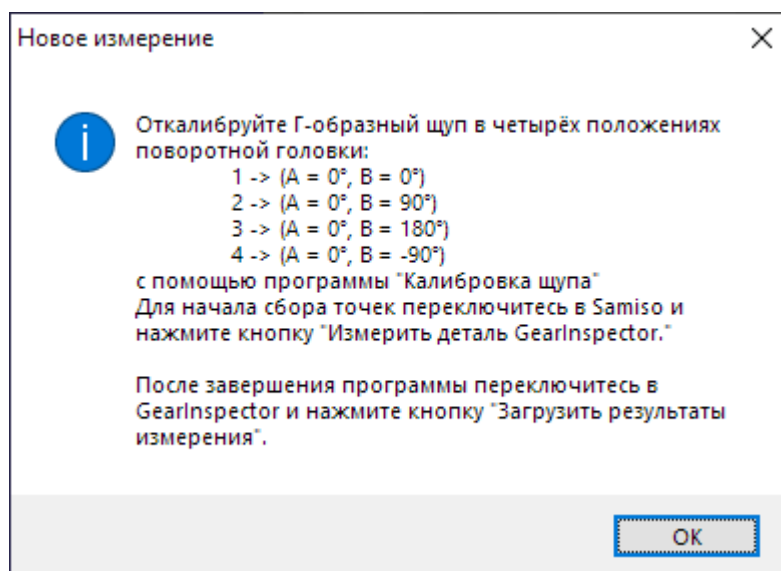 Новое измерение
Откалибруйте Г-образный щуп в четырёх положениях
поворотной головки:
1 -> (A = 0°, B = 0°)
2 -> (A = 0°, B = 90°)
3 -> (A = 0°, B = 180°)
4 -> (A = 0°, B = -90°)
с помощью программы "Калибровка щупа"
Для начала сбора точек переключитесь в Samiso и
нажмите кнопку "Измерить деталь GearInspector."
После завершения программы переключитесь в
GearInspector и нажмите кнопку "Загрузить результаты
измерения".
OK